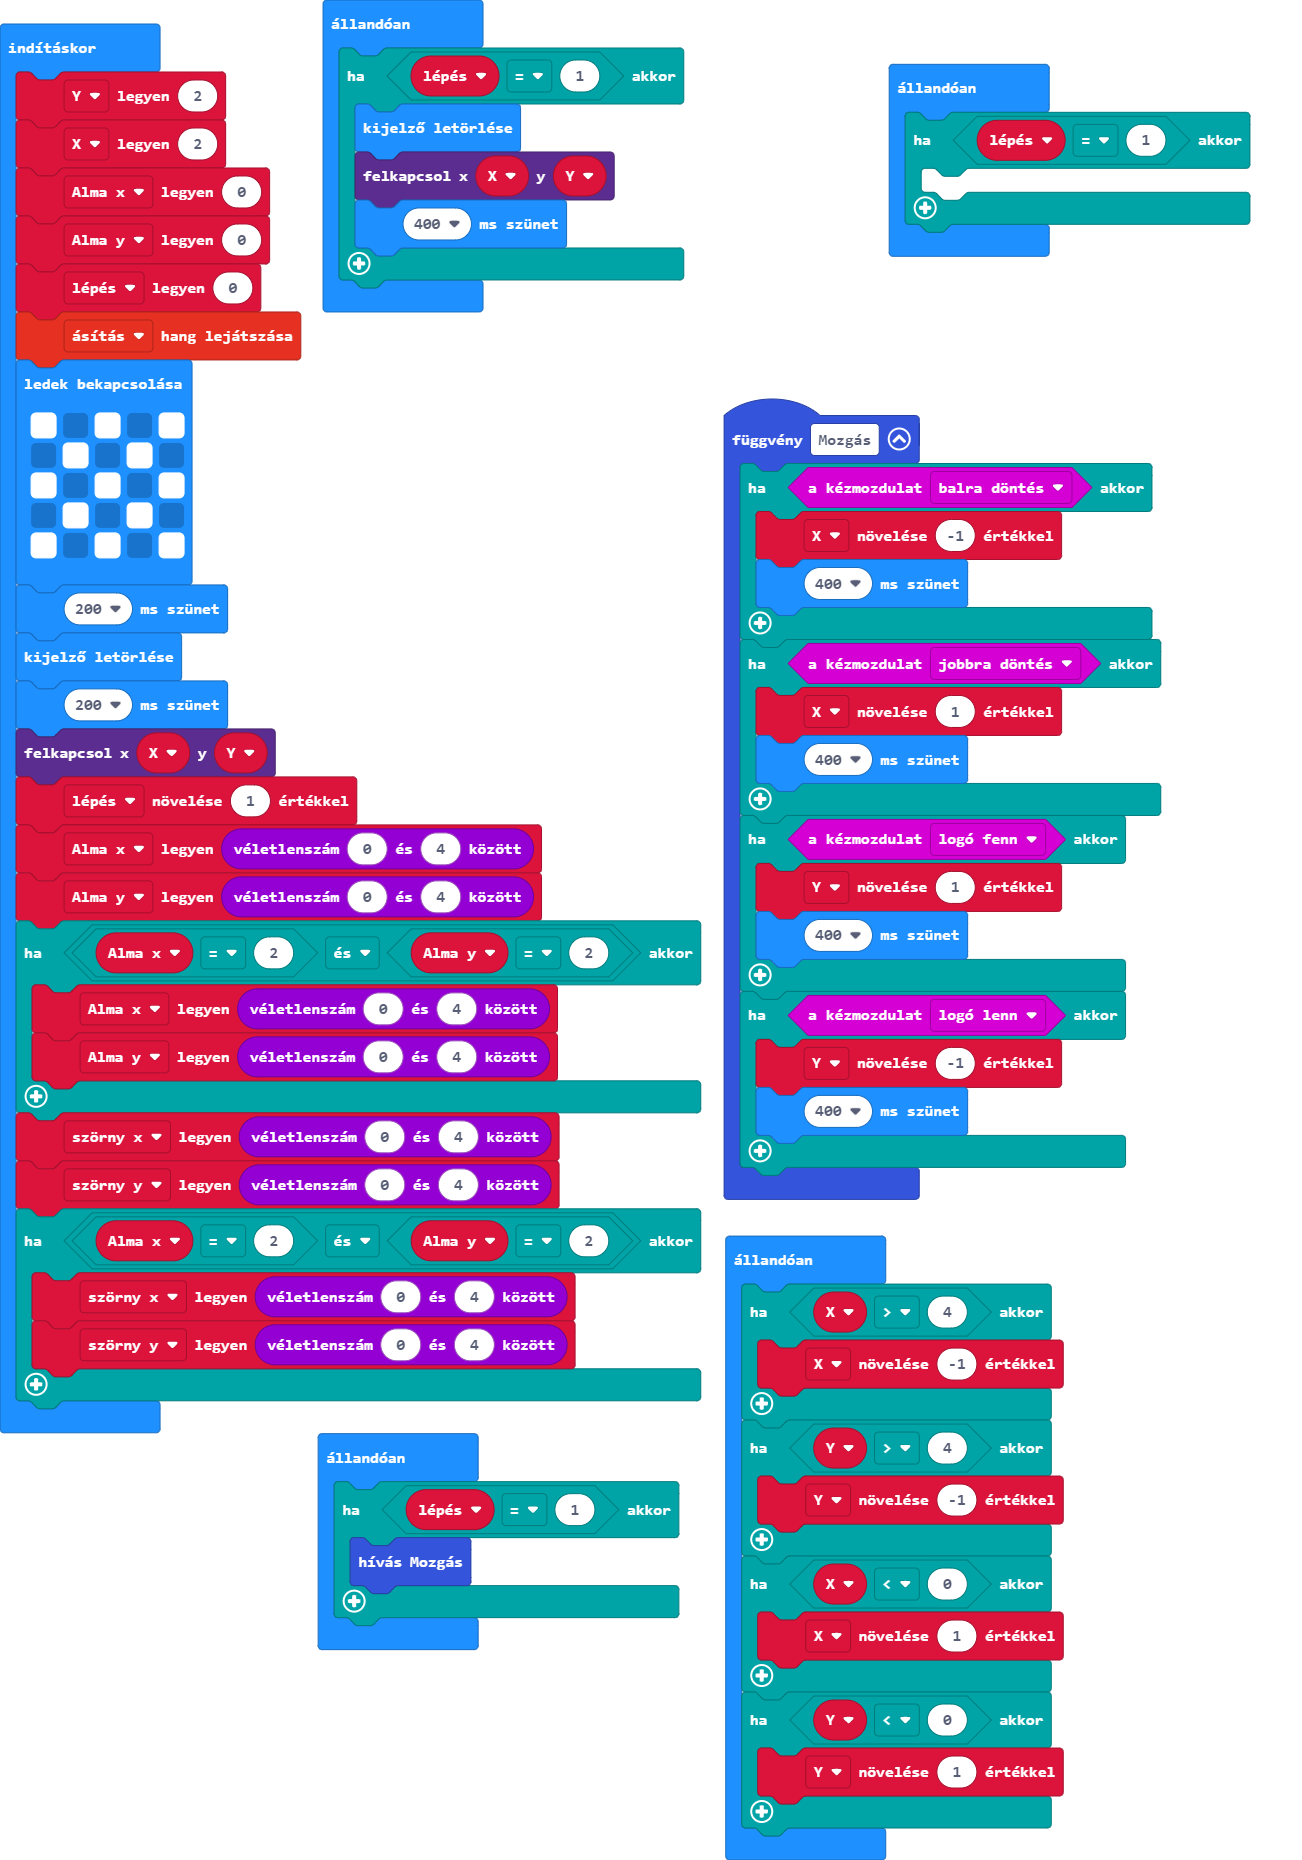 indításkor
Y legyen 2
X legyen 2
Alma x legyen 0
Alma y legyen 0
lépés legyen 0
ásítás hang lejátszása
ledek bekapcsolása
200 ms szünet
kijelző letörlése
200 ms szünet
felkapcsol x X y Y
lépés növelése 1 értékkel
Alma x legyen véletlenszám 0 és 4 között
Alma y legyen véletlenszám 0 és 4 között
ha Alma x = 2 és Alma y = 2 akkor
Alma x legyen véletlenszám 0 és 4 között
Alma y legyen véletlenszám 0 és 4 között
szörny x legyen véletlenszám 0 és 4 között
szörny y legyen véletlenszám 0 és 4 között
ha Alma x = 2 és Alma y = 2 akkor
szörny x legyen véletlenszám 0 és 4 között
szörny y legyen véletlenszám 0 és 4 között
állandóan
ha lépés = 1 akkor
kijelző letörlése
felkapcsol x X y Y
400 ms szünet
állandóan
ha lépés = 1 akkor
függvény Mozgás
ha a kézmozdulat balra döntés akkor
X növelése -1 értékkel
400 ms szünet
ha a kézmozdulat jobbra döntés akkor
X növelése 1 értékkel
400 ms szünet
ha a kézmozdulat logó fenn akkor
Y növelése 1 értékkel
400 ms szünet
ha a kézmozdulat logó lenn akkor
Y növelése -1 értékkel
400 ms szünet
állandóan
ha lépés = 1 akkor
hívás Mozgás
állandóan
ha X > 4 akkor
X növelése -1 értékkel
ha Y > 4 akkor
Y növelése -1 értékkel
ha X < 0 akkor
X növelése 1 értékkel
ha Y < 0 akkor
Y növelése 1 értékkel